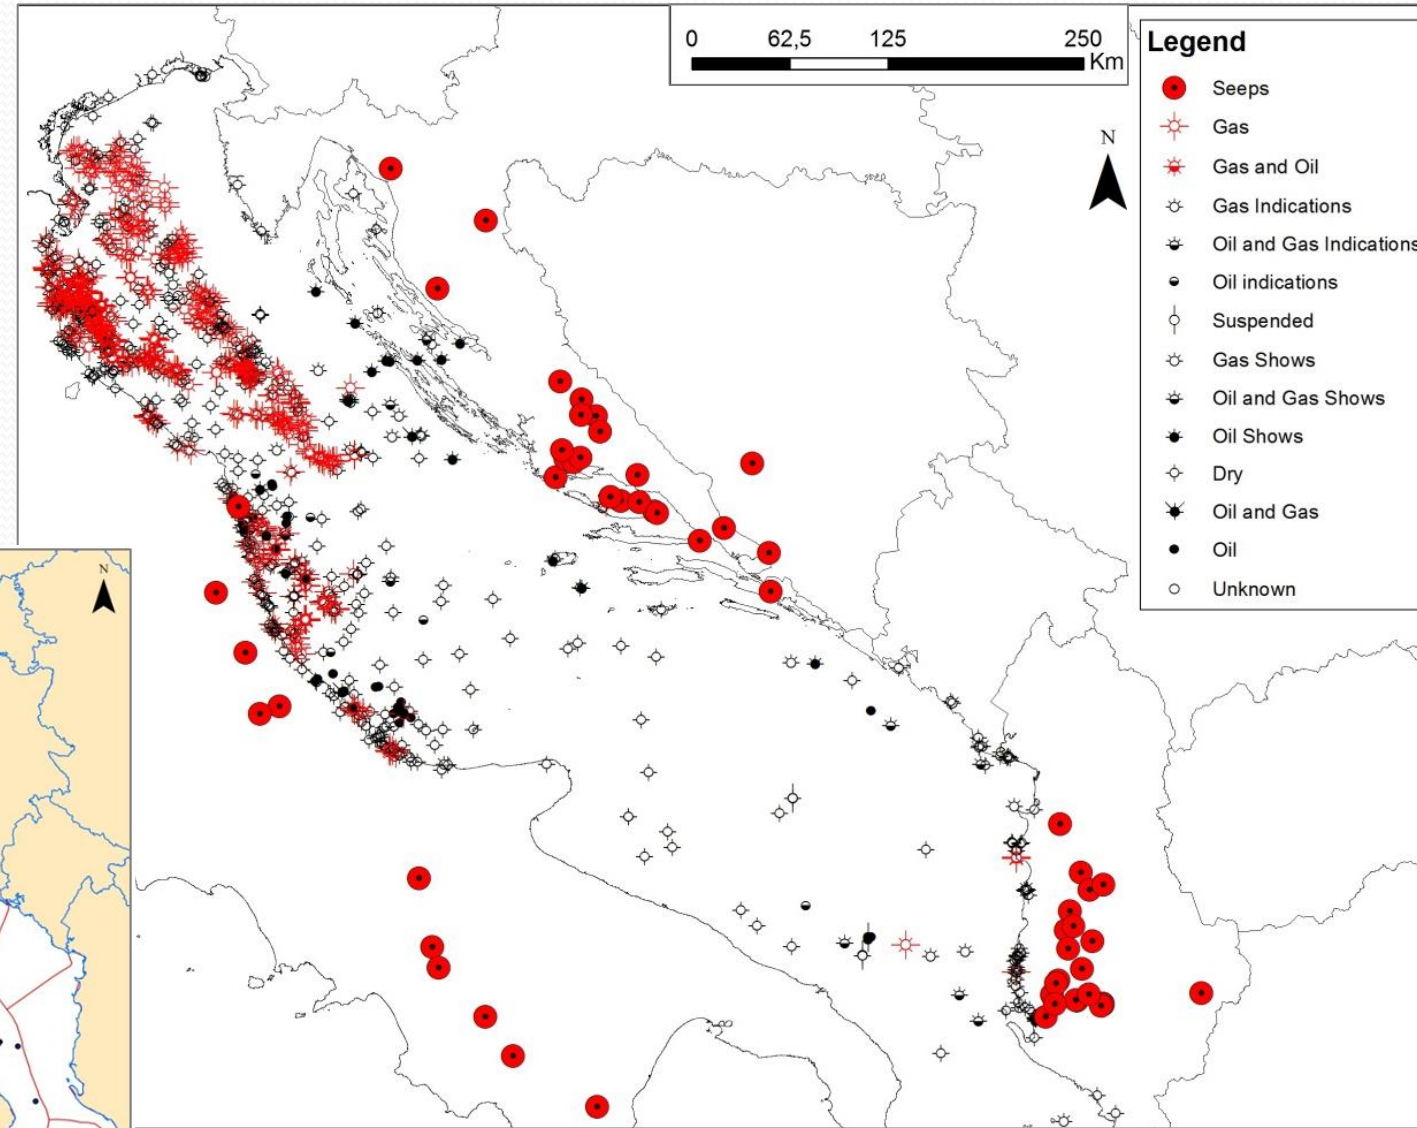 0 62,5 125 250
Km
N
Legend
Seeps
Gas
Gas and Oil
Gas Indications
Oil and Gas Indications
Oil indications
Suspended
Gas Shows
Oil and Gas Shows
Oil Shows
Dry
Oil and Gas
Oil
Unknown
N